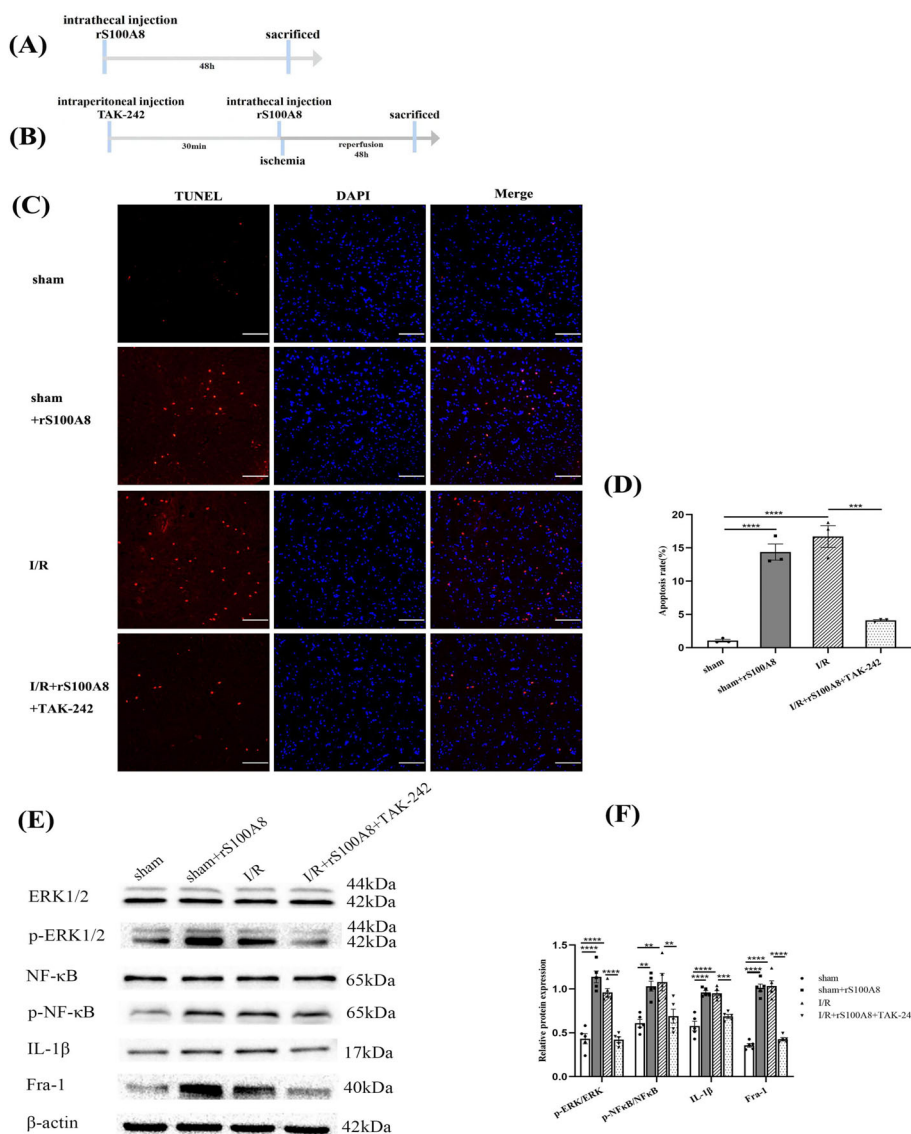 (A)
intrathecal injection
rS100A8
sacrificed
48h
(B)
intraperitoneal injection
TAK-242
intrathecal injection
rS100A8
sacrificed
30min
ischemia
reperfusion
48h
(C)
TUNEL
DAPI
Merge
sham
sham
+rS100A8
I/R
I/R+rS100A8
+TAK-242
(D)
****
****
***
Apoptosis rate(%)
20
15
10
5
0
sham
sham+rS100A8
I/R
I/R+rS100A8+TAK-242
(E)
sham
sham+rS100A8
I/R
I/R+rS100A8+TAK-242
ERK1/2
44kDa
42kDa
p-ERK1/2
44kDa
42kDa
NF-κB
65kDa
p-NF-κB
65kDa
IL-1β
17kDa
Fra-1
40kDa
β-actin
42kDa
(F)
Relative protein expression
1.5
1.0
0.5
0.0
****
****
****
**
**
**
****
****
***
****
****
****
p-ERK/ERK
p-NFκB/NFκB
IL-1β
Fra-1
sham
sham+rS100A8
I/R
I/R+rS100A8+TAK-24